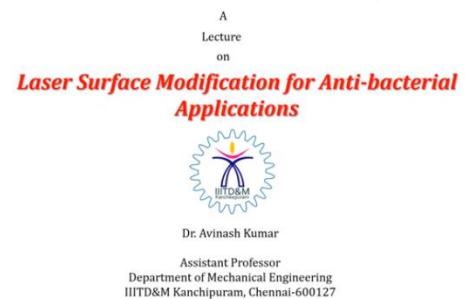 A
Lecture
on
Laser Surface Modification for Anti-bacterial
Applications
IIITD&M
Kancheepuram
Dr. Avinash Kumar
Assistant Professor
Department of Mechanical Engineering
IIITD&M Kanchipuram, Chennai-600127